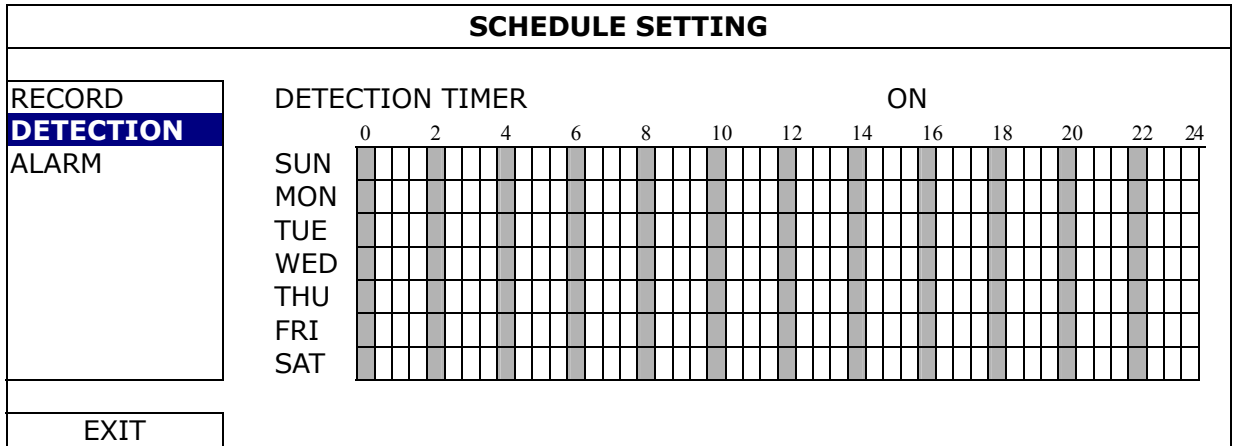 SCHEDULE SETTING
RECORD
DETECTION
ALARM
DETECTION TIMER ON
0 2 4 6 8 10 12 14 16 18 20 22 24
SUN
MON
TUE
WED
THU
FRI
SAT
EXIT